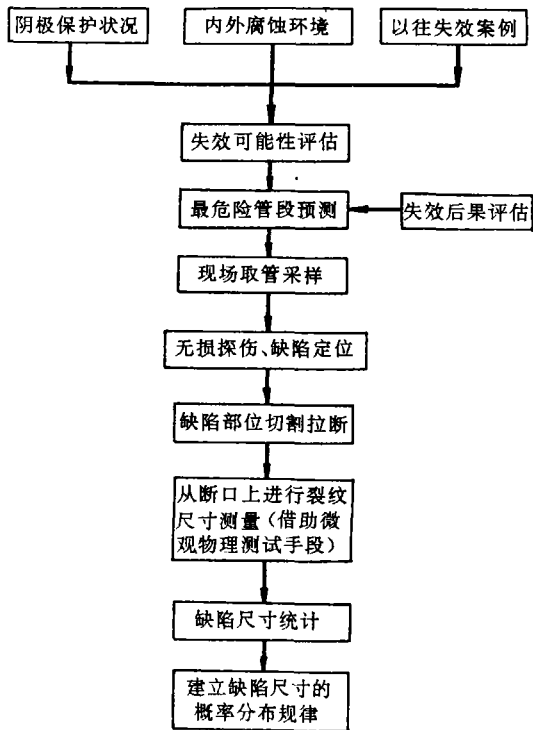 阴极保护状况
内外腐蚀环境
以往失效案例
失效可能性评估
最危险管段预测
失效后果评估
现场取管采样
无损探伤、缺陷定位
缺陷部位切割拉断
从断口上进行裂纹
尺寸测量(借助微
观物理测试手段)
缺陷尺寸统计
建立缺陷尺寸的
概率分布规律